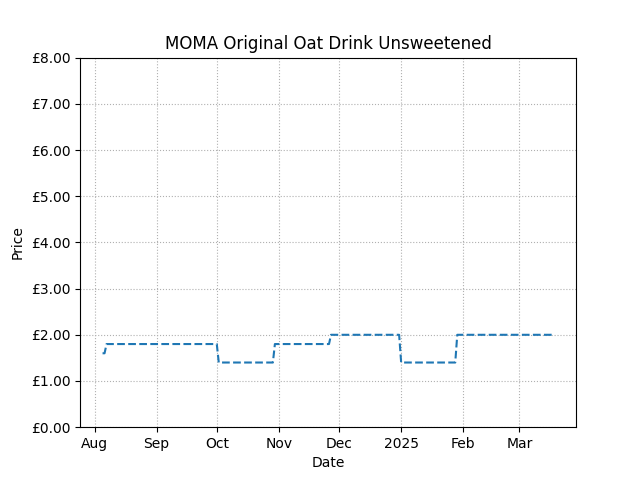 MOMA Original Oat Drink Unsweetened
£8.00
£7.00
£6.00
£5.00
£4.00
£3.00
£2.00
£1.00
£0.00
Price
Aug Sep Oct Nov Dec 2025 Feb Mar
Date